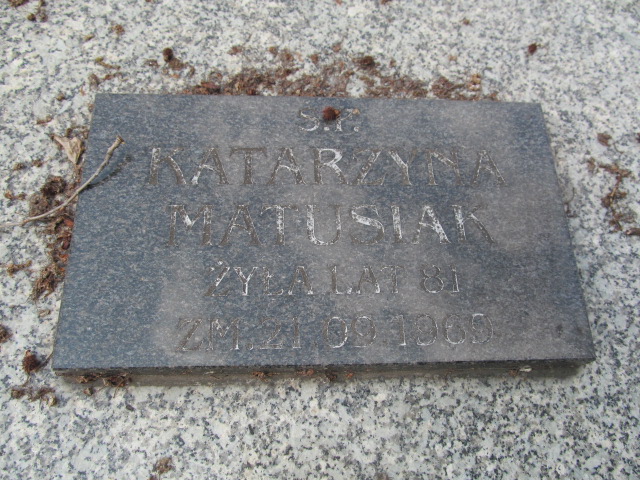 Ś.P.
KATARZYNA
MATUSIAK
ŻYŁA LAT 81
ZM. 21 09 1969